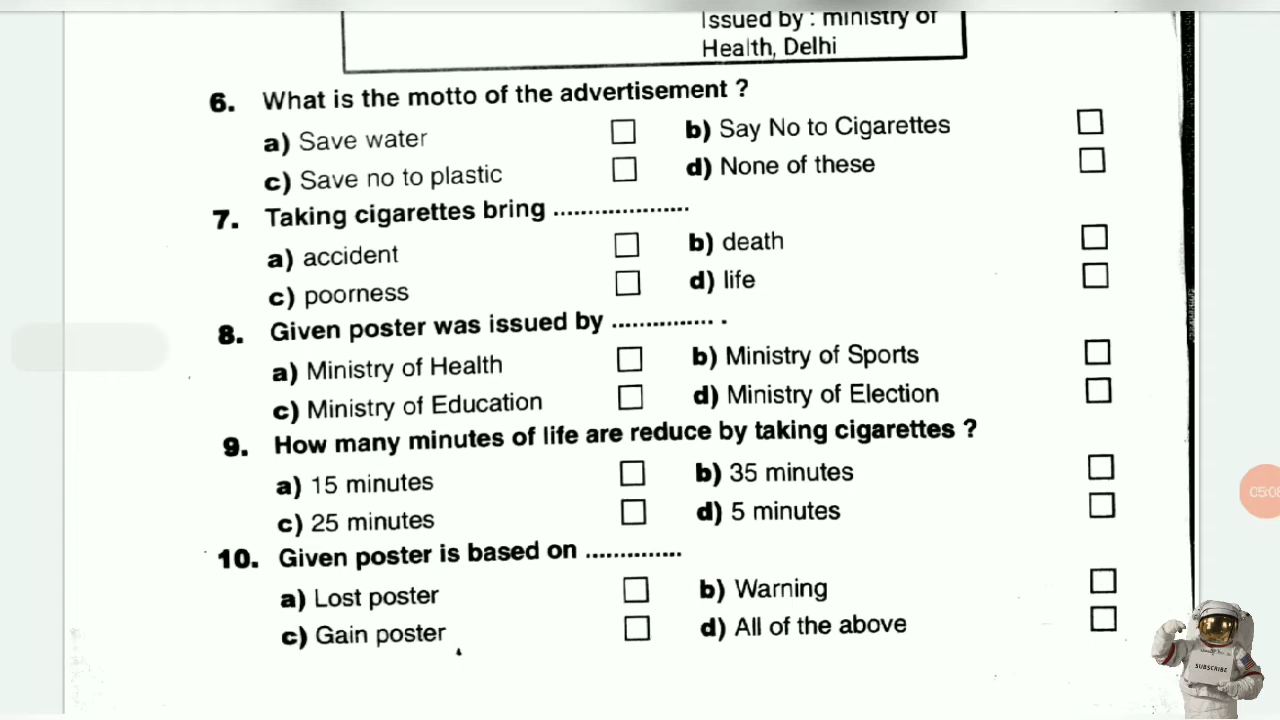 Issued by : ministry of
Health, Delhi
6. What is the motto of the advertisement ?
a) Save water b) Say No to Cigarettes
c) Save no to plastic d) None of these
7. Taking cigarettes bring ....................
a) accident b) death
c) poorness d) life
8. Given poster was issued by ............... .
a) Ministry of Health b) Ministry of Sports
c) Ministry of Education d) Ministry of Election
9. How many minutes of life are reduce by taking cigarettes ?
a) 15 minutes b) 35 minutes
c) 25 minutes d) 5 minutes
10. Given poster is based on ..............
a) Lost poster b) Warning
c) Gain poster d) All of the above
05:08
SUBSCRIBE